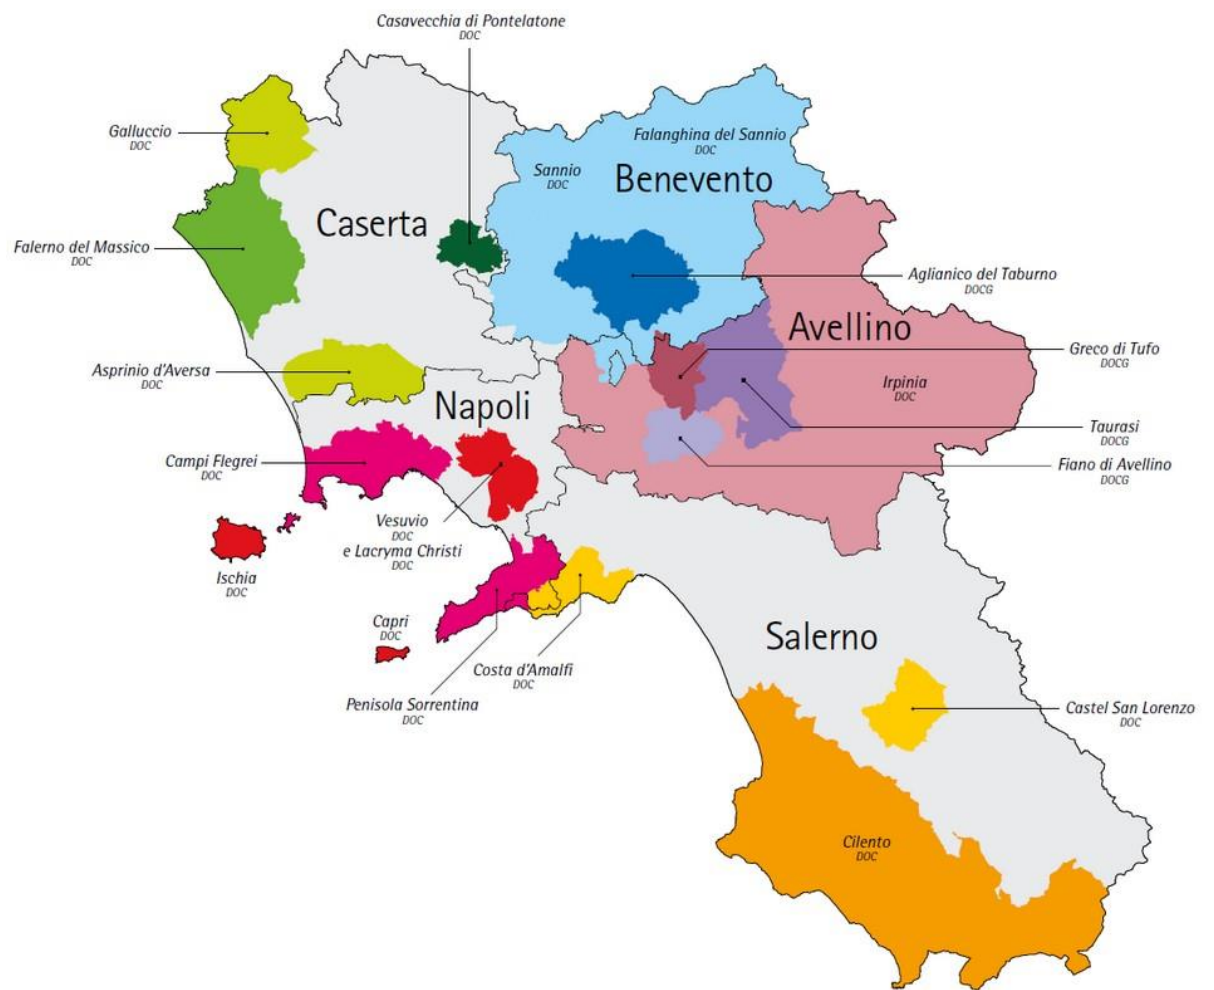 Casavecchia di Pontelatone
DOC
Galluccio
DOC
Falanghina del Sannio
DOC
Sannio
DOC
Benevento
Caserta
Falerno del Massico
DOC
Aglianico del Taburno
DOCG
Avellino
Greco di Tufo
DOCG
Asprinio d'Aversa
DOC
Irpinia
DOC
Napoli
Taurasi
DOCG
Campi Flegrei
DOC
Fiano di Avellino
DOCG
Vesuvio
DOC
e Lacryma Christi
DOC
Ischia
DOC
Capri
DOC
Salerno
Costa d'Amalfi
DOC
Penisola Sorrentina
DOC
Castel San Lorenzo
DOC
Cilento
DOC